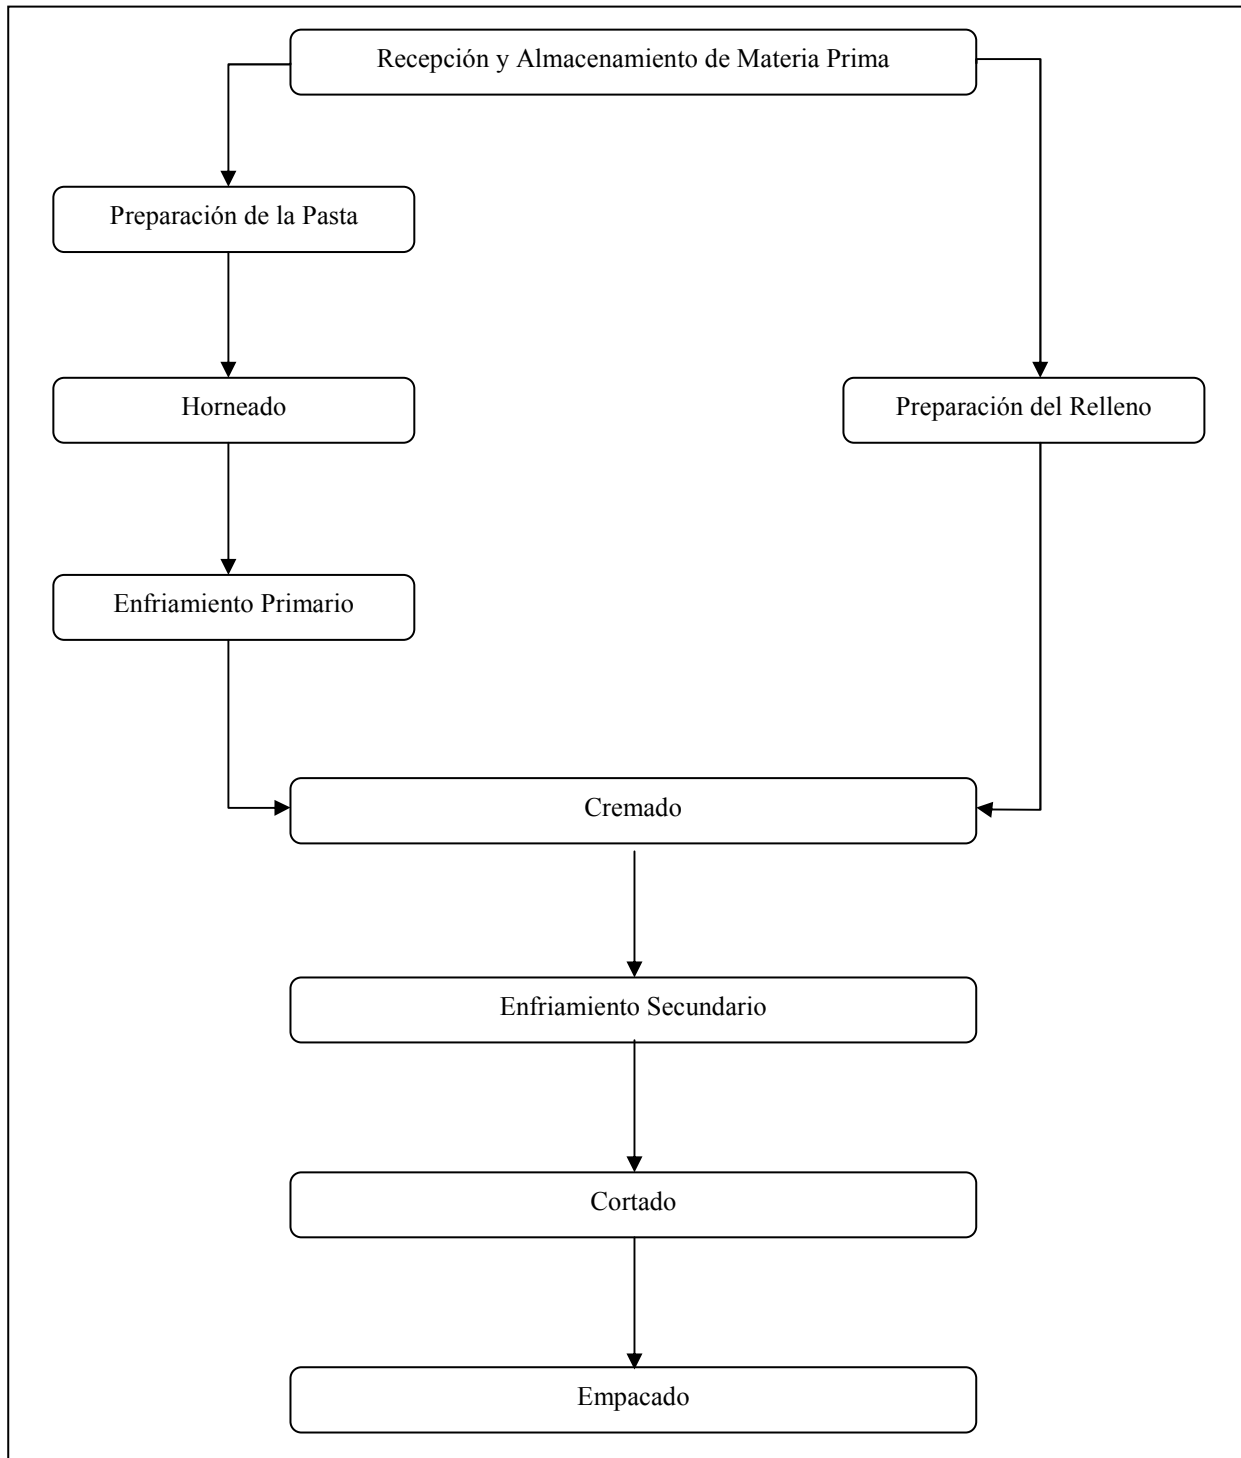 Recepción y Almacenamiento de Materia Prima
Preparación de la Pasta
Horneado
Preparación del Relleno
Enfriamiento Primario
Cremado
Enfriamiento Secundario
Cortado
Empacado